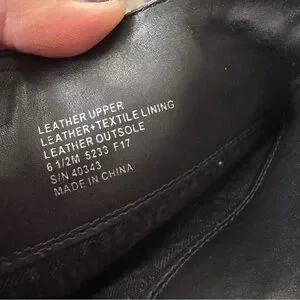 LEATHER UPPER
LEATHER+TEXTILE LINING
LEATHER OUTSOLE
6 1/2M 5233 F17
S/N 40343
MADE IN CHINA